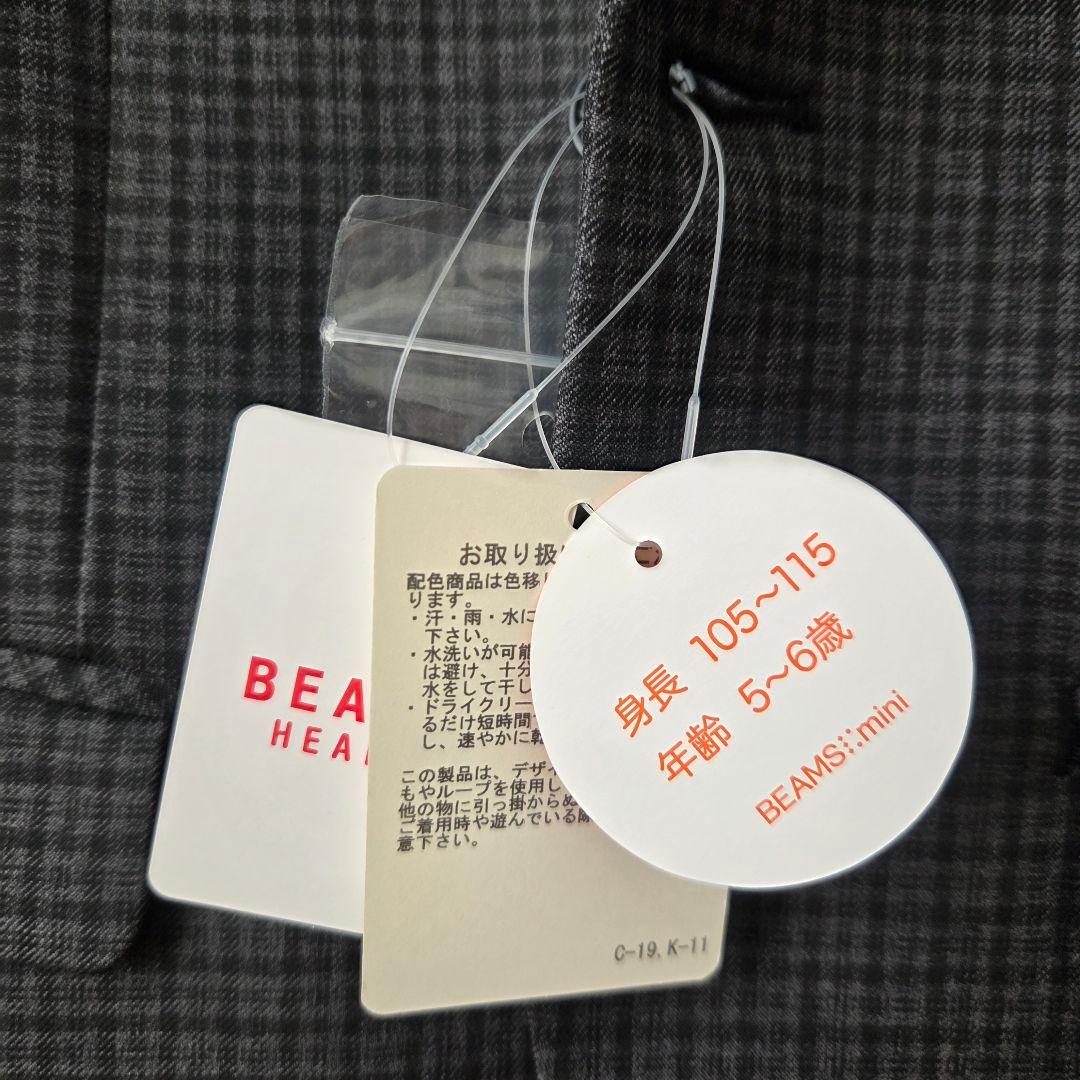 BEA
HEA
お取り扱
配色商品は色移
ります。
・汗・雨・水に
下さい。
・水洗いが可能
は避け、十分
水をして干し
・ドライクリー
るだけ短時間
し、速やかに乾
この製品は、デザイ
もやループを使用し
他の物に引っ掛からぬ
ご着用時や遊んでいる際
意下さい。
C-19, K-11
身長 105~115
年齢 5~6歳
BEAMS mini